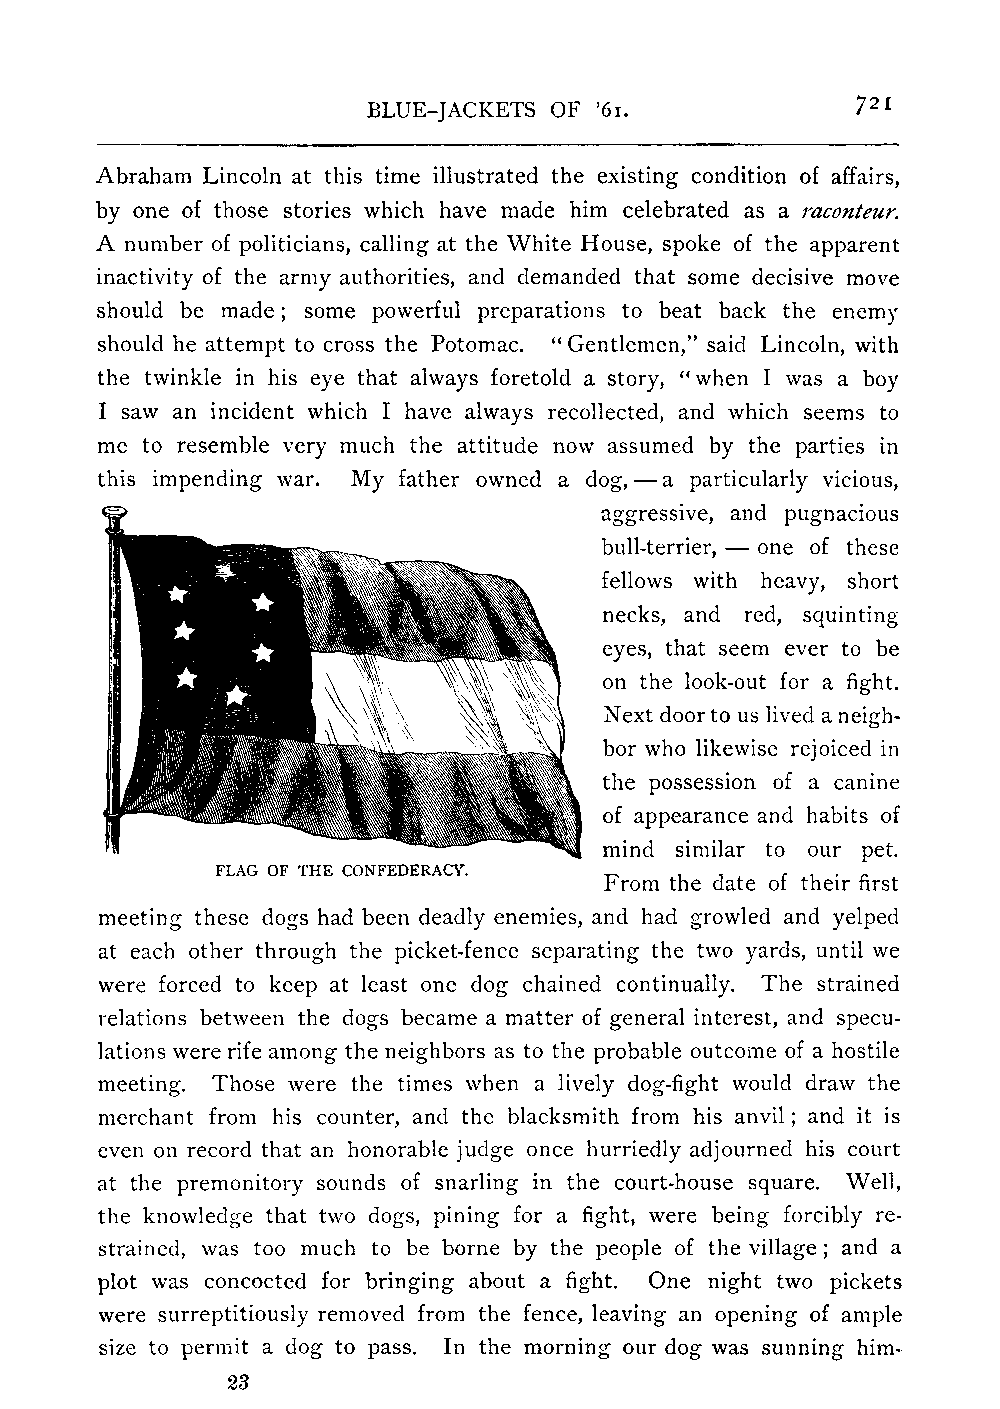 BLUE-JACKETS OF '61. 721
Abraham Lincoln at this time illustrated the existing condition of affairs,
by one of those stories which have made him celebrated as a raconteur.
A number of politicians, calling at the White House, spoke of the apparent
inactivity of the army authorities, and demanded that some decisive move
should be made; some powerful preparations to beat back the enemy
should he attempt to cross the Potomac. "Gentlemen," said Lincoln, with
the twinkle in his eye that always foretold a story, "when I was a boy
I saw an incident which I have always recollected, and which seems to
me to resemble very much the attitude now assumed by the parties in
this impending war. My father owned a dog, — a particularly vicious,
aggressive, and pugnacious
bull-terrier, — one of these
fellows with heavy, short
necks, and red, squinting
eyes, that seem ever to be
on the look-out for a fight.
Next door to us lived a neigh-
bor who likewise rejoiced in
the possession of a canine
of appearance and habits of
mind similar to our pet.
From the date of their first
FLAG OF THE CONFEDERACY.
meeting these dogs had been deadly enemies, and had growled and yelped
at each other through the picket-fence separating the two yards, until we
were forced to keep at least one dog chained continually. The strained
relations between the dogs became a matter of general interest, and specu-
lations were rife among the neighbors as to the probable outcome of a hostile
meeting. Those were the times when a lively dog-fight would draw the
merchant from his counter, and the blacksmith from his anvil; and it is
even on record that an honorable judge once hurriedly adjourned his court
at the premonitory sounds of snarling in the court-house square. Well,
the knowledge that two dogs, pining for a fight, were being forcibly re-
strained, was too much to be borne by the people of the village; and a
plot was concocted for bringing about a fight. One night two pickets
were surreptitiously removed from the fence, leaving an opening of ample
size to permit a dog to pass. In the morning our dog was sunning him-
23